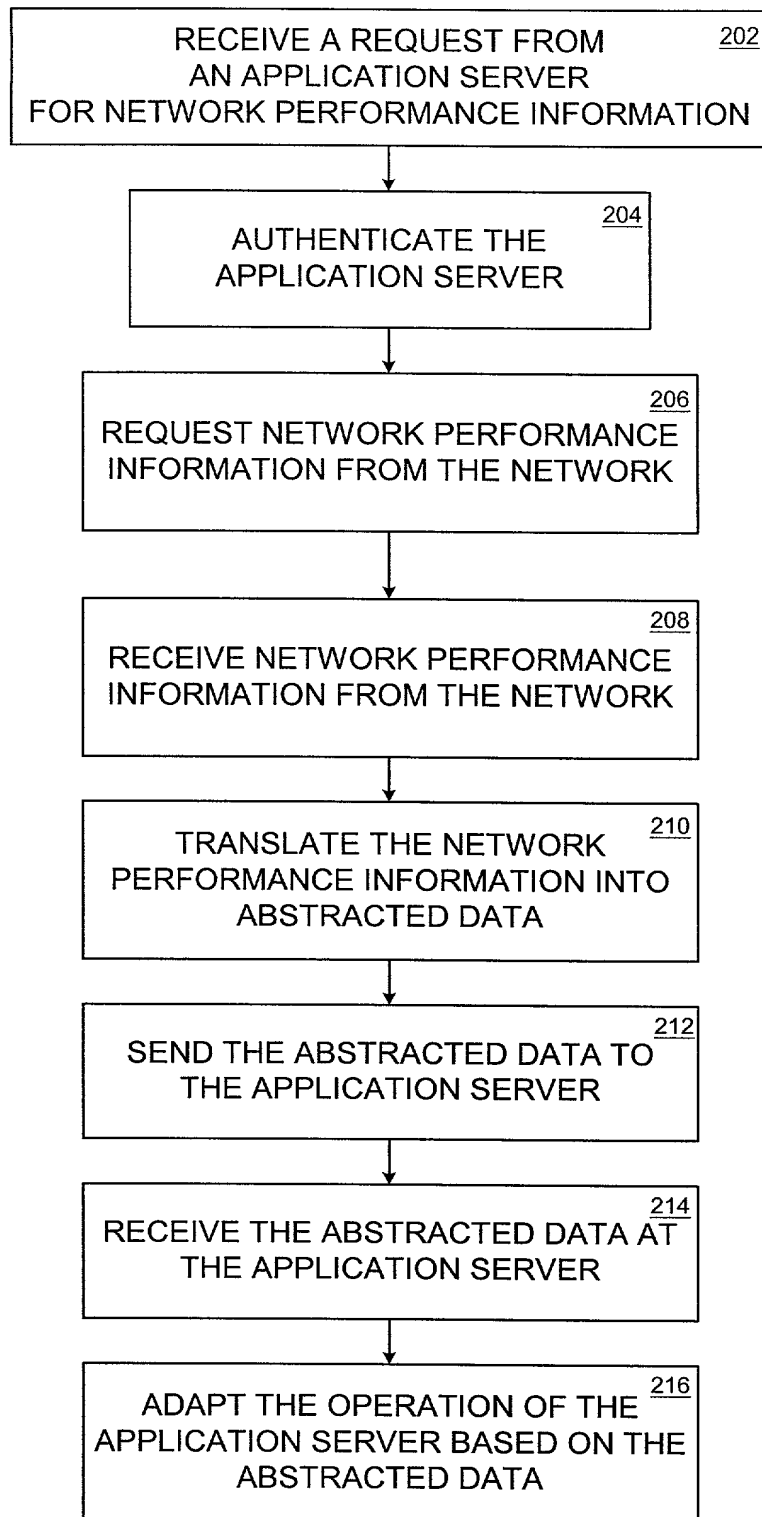 RECEIVE A REQUEST FROM
202
AN APPLICATION SERVER
FOR NETWORK PERFORMANCE INFORMATION
204
AUTHENTICATE THE
APPLICATION SERVER
206
REQUEST NETWORK PERFORMANCE
INFORMATION FROM THE NETWORK
208
RECEIVE NETWORK PERFORMANCE
INFORMATION FROM THE NETWORK
210
TRANSLATE THE NETWORK
PERFORMANCE INFORMATION INTO
ABSTRACTED DATA
212
SEND THE ABSTRACTED DATA TO
THE APPLICATION SERVER
214
RECEIVE THE ABSTRACTED DATA AT
THE APPLICATION SERVER
216
ADAPT THE OPERATION OF THE
APPLICATION SERVER BASED ON THE
ABSTRACTED DATA